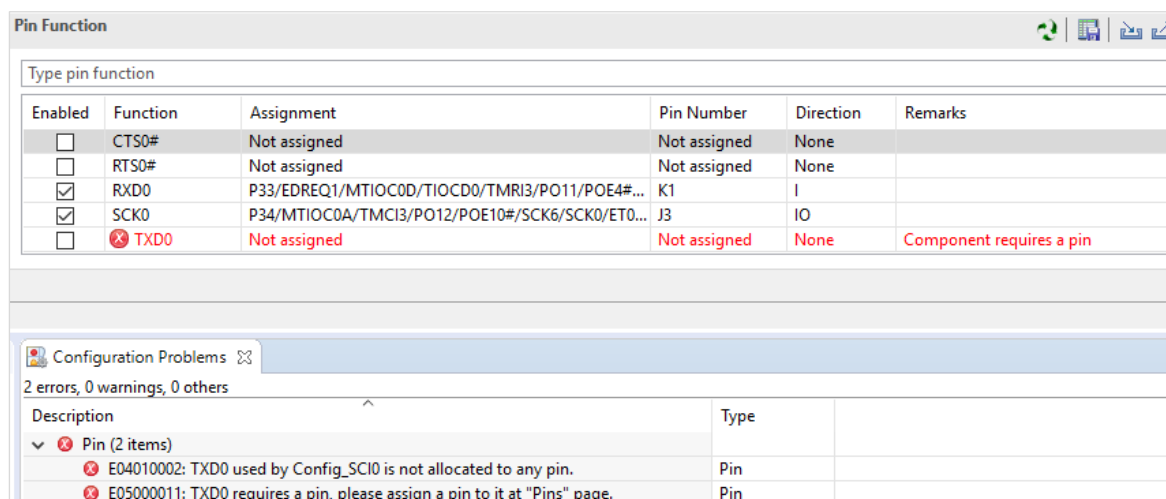 Pin Function
Type pin function
Enabled Function Assignment Pin Number Direction Remarks
CTS0# Not assigned Not assigned None
RTS0# Not assigned Not assigned None
RXD0 P33/EDREQ1/MTIOC0D/TIOCD0/TMRI3/PO11/POE4#... K1 I
SCK0 P34/MTIOC0A/TMCI3/PO12/POE10#/SCK6/SCK0/ET0... J3 IO
TXD0 Not assigned Not assigned None Component requires a pin
Configuration Problems
2 errors, 0 warnings, 0 others
Description Type
Pin (2 items)
E04010002: TXD0 used by Config_SCI0 is not allocated to any pin. Pin
E05000011: TXD0 requires a pin, please assign a pin to it at "Pins" page. Pin